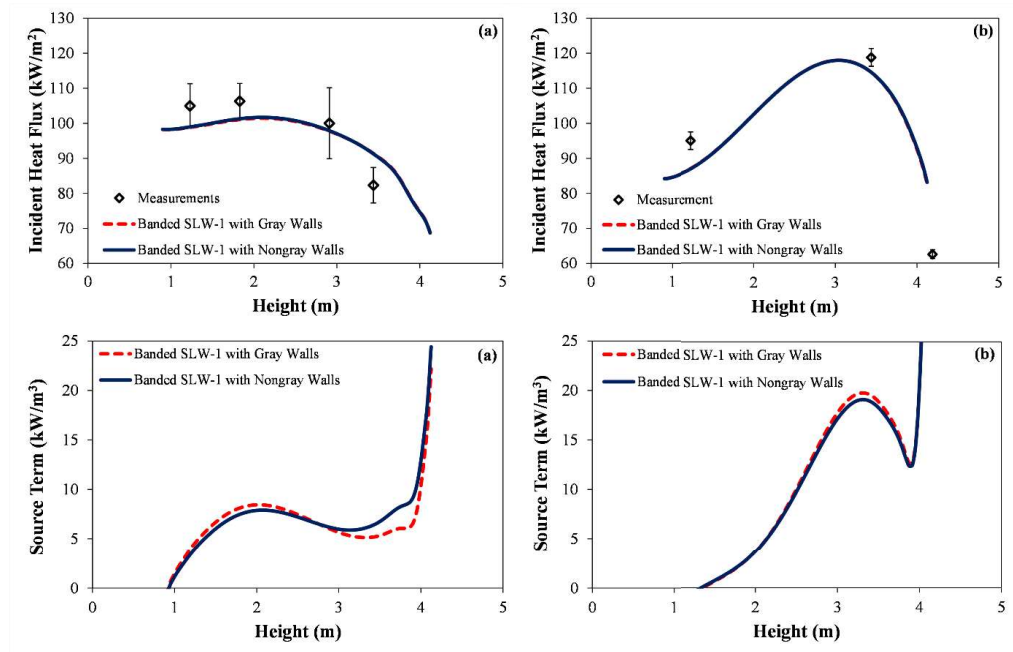 130
120
110
100
90
80
70
60
0
1
2
3
4
5
Incident Heat Flux (kW/m²)
Height (m)
(a)
Measurements
Banded SLW-1 with Gray Walls
Banded SLW-1 with Nongray Walls
130
120
110
100
90
80
70
60
0
1
2
3
4
5
Incident Heat Flux (kW/m²)
Height (m)
(b)
Measurement
Banded SLW-1 with Gray Walls
Banded SLW-1 with Nongray Walls
25
20
15
10
5
0
0
1
2
3
4
5
Source Term (kW/m³)
Height (m)
(a)
Banded SLW-1 with Gray Walls
Banded SLW-1 with Nongray Walls
25
20
15
10
5
0
0
1
2
3
4
5
Source Term (kW/m³)
Height (m)
(b)
Banded SLW-1 with Gray Walls
Banded SLW-1 with Nongray Walls